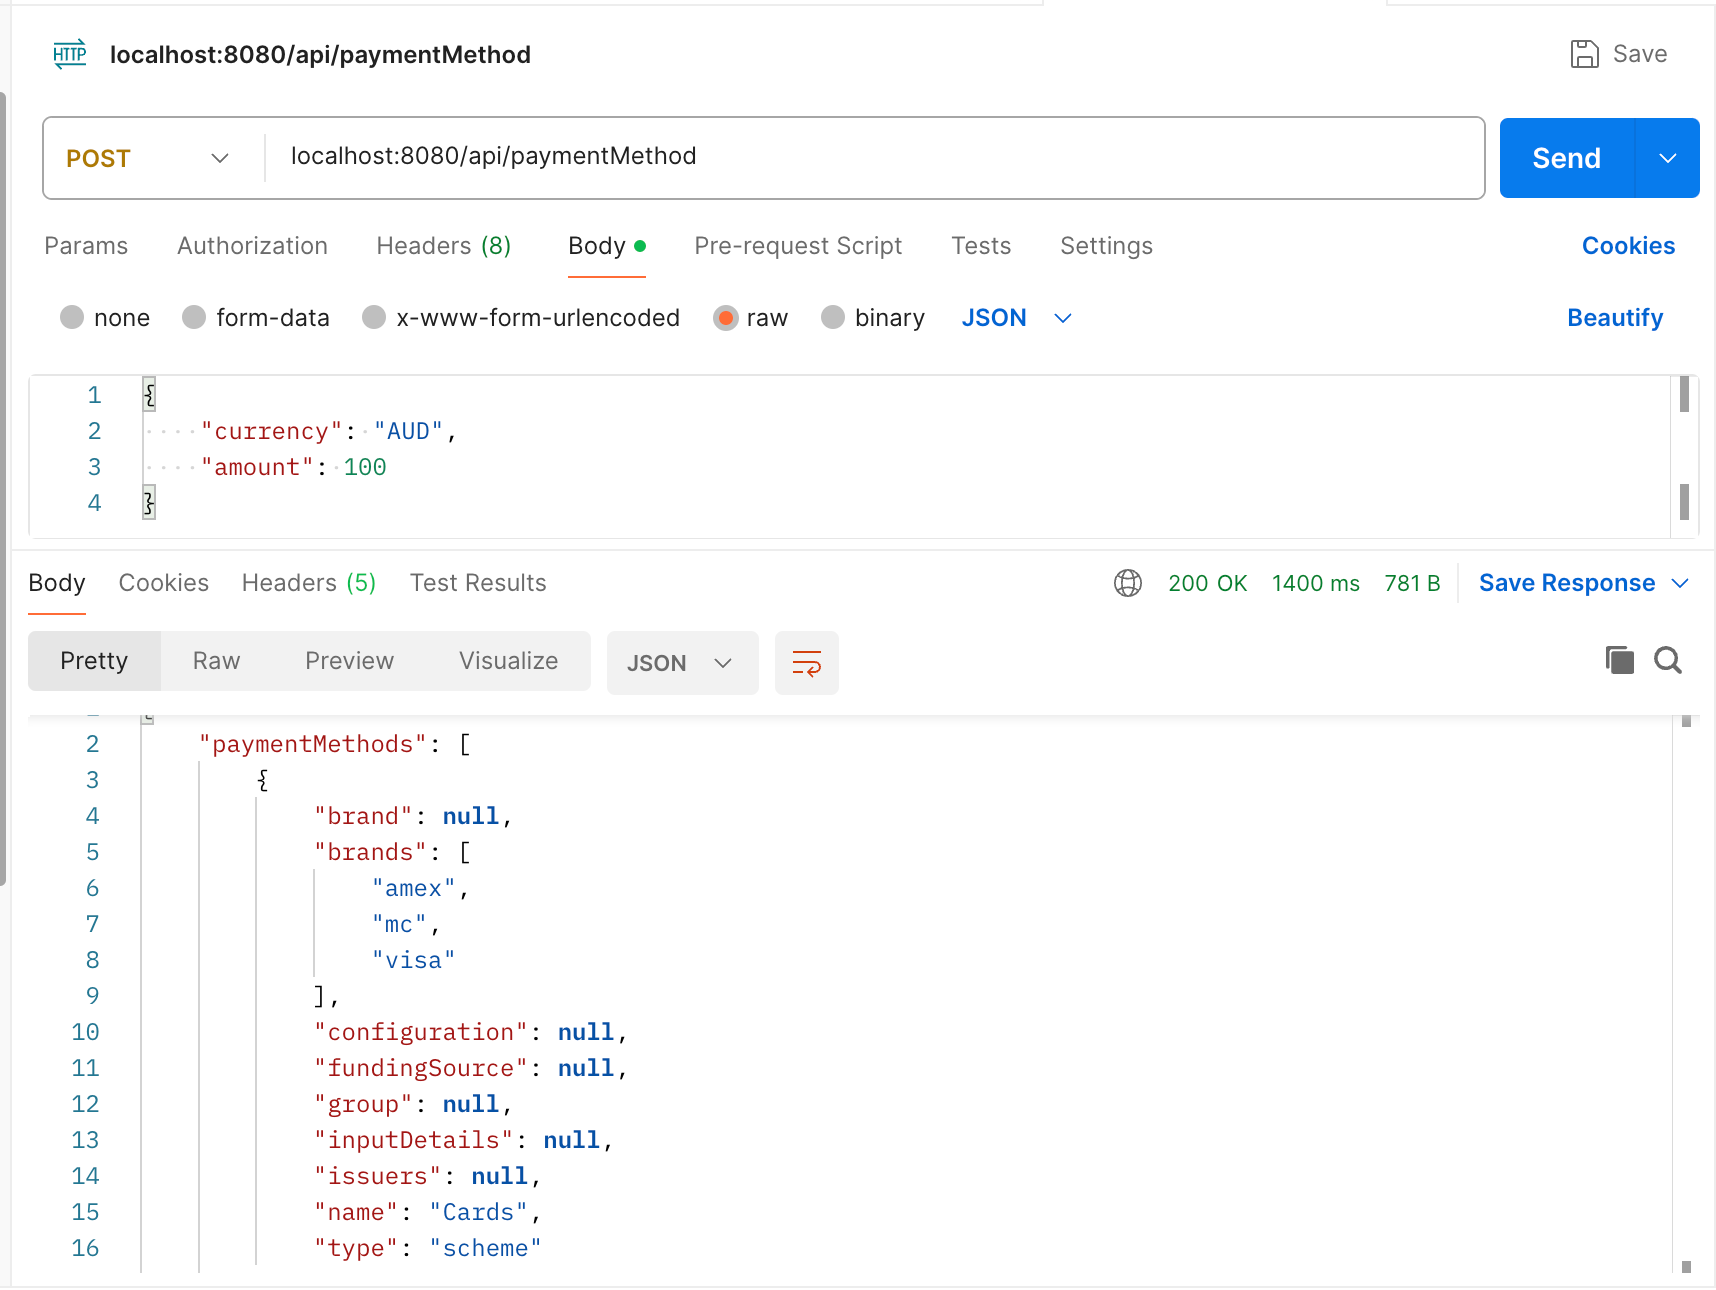 HTTP localhost:8080/api/paymentMethod Save
POST localhost:8080/api/paymentMethod Send
Params Authorization Headers (8) Body Pre-request Script Tests Settings Cookies
none form-data x-www-form-urlencoded raw binary JSON Beautify
1 {
2 "currency": "AUD",
3 "amount": 100
4 }
Body Cookies Headers (5) Test Results 200 OK 1400 ms 781 B Save Response
Pretty Raw Preview Visualize JSON
2 "paymentMethods": [
3 {
4 "brand": null,
5 "brands": [
6 "amex",
7 "mc",
8 "visa"
9 ],
10 "configuration": null,
11 "fundingSource": null,
12 "group": null,
13 "inputDetails": null,
14 "issuers": null,
15 "name": "Cards",
16 "type": "scheme"